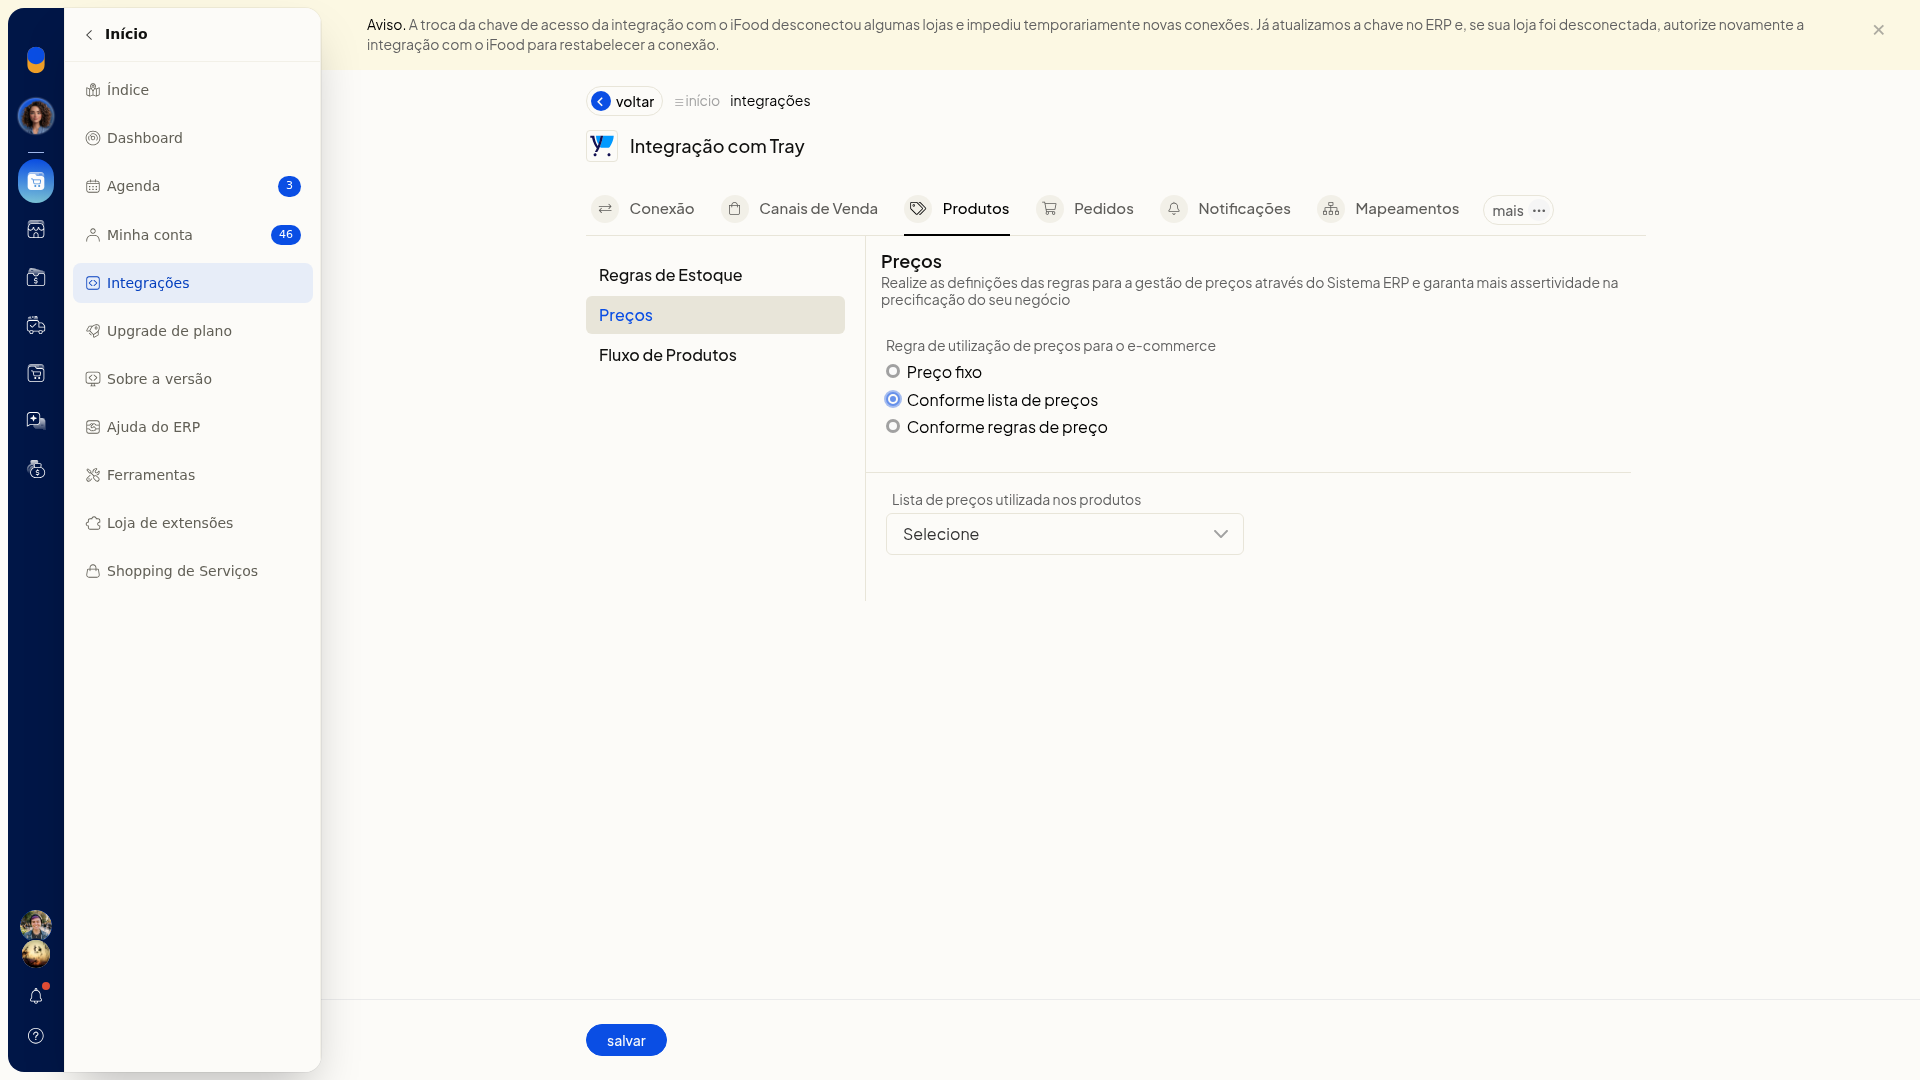 Início
Índice
Dashboard
Agenda
3
Minha conta
46
Integrações
Upgrade de plano
Sobre a versão
Ajuda do ERP
Ferramentas
Loja de extensões
Shopping de Serviços
Aviso. A troca da chave de acesso da integração com o iFood desconectou algumas lojas e impediu temporariamente novas conexões. Já atualizamos a chave no ERP e, se sua loja foi desconectada, autorize novamente a
integração com o iFood para restabelecer a conexão.
voltar
início
integrações
Integração com Tray
Conexão
Canais de Venda
Produtos
Pedidos
Notificações
Mapeamentos
mais
Regras de Estoque
Preços
Fluxo de Produtos
Preços
Realize as definições das regras para a gestão de preços através do Sistema ERP e garanta mais assertividade na
precificação do seu negócio
Regra de utilização de preços para o e-commerce
Preço fixo
Conforme lista de preços
Conforme regras de preço
Lista de preços utilizada nos produtos
Selecione
salvar